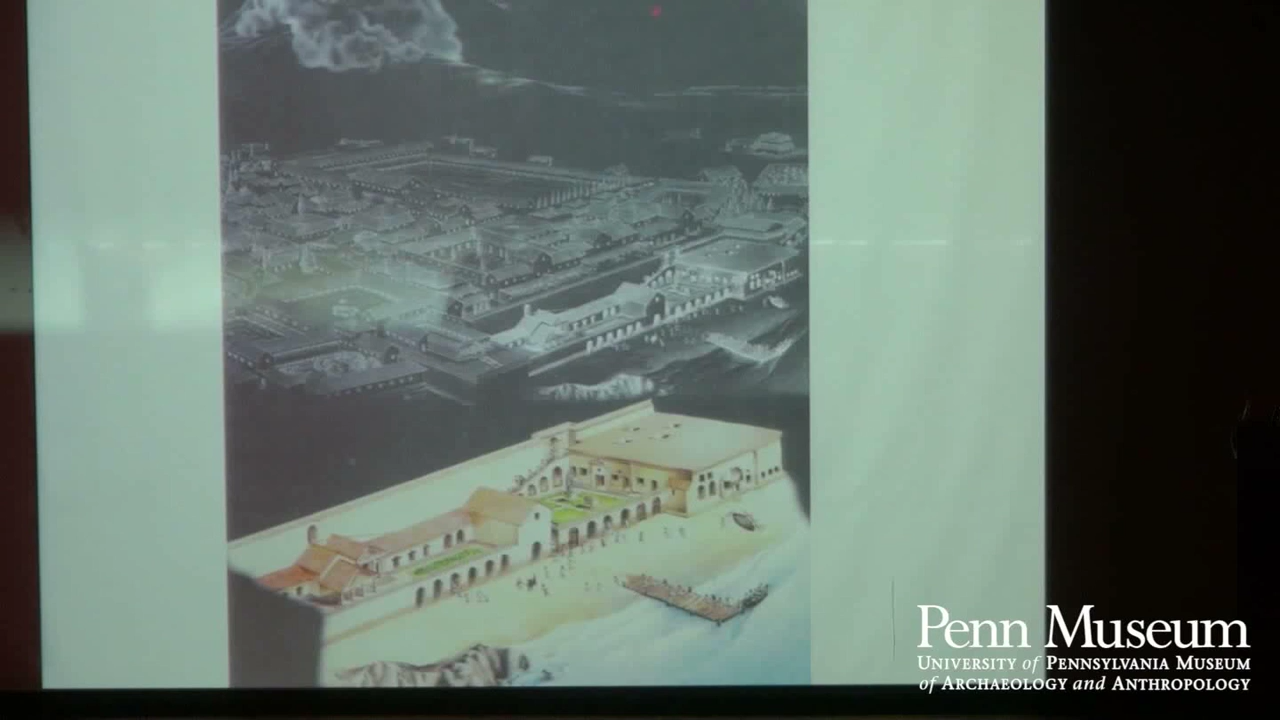 Penn Museum
UNIVERSITY of PENNSYLVANIA MUSEUM
of ARCHAEOLOGY and ANTHROPOLOGY